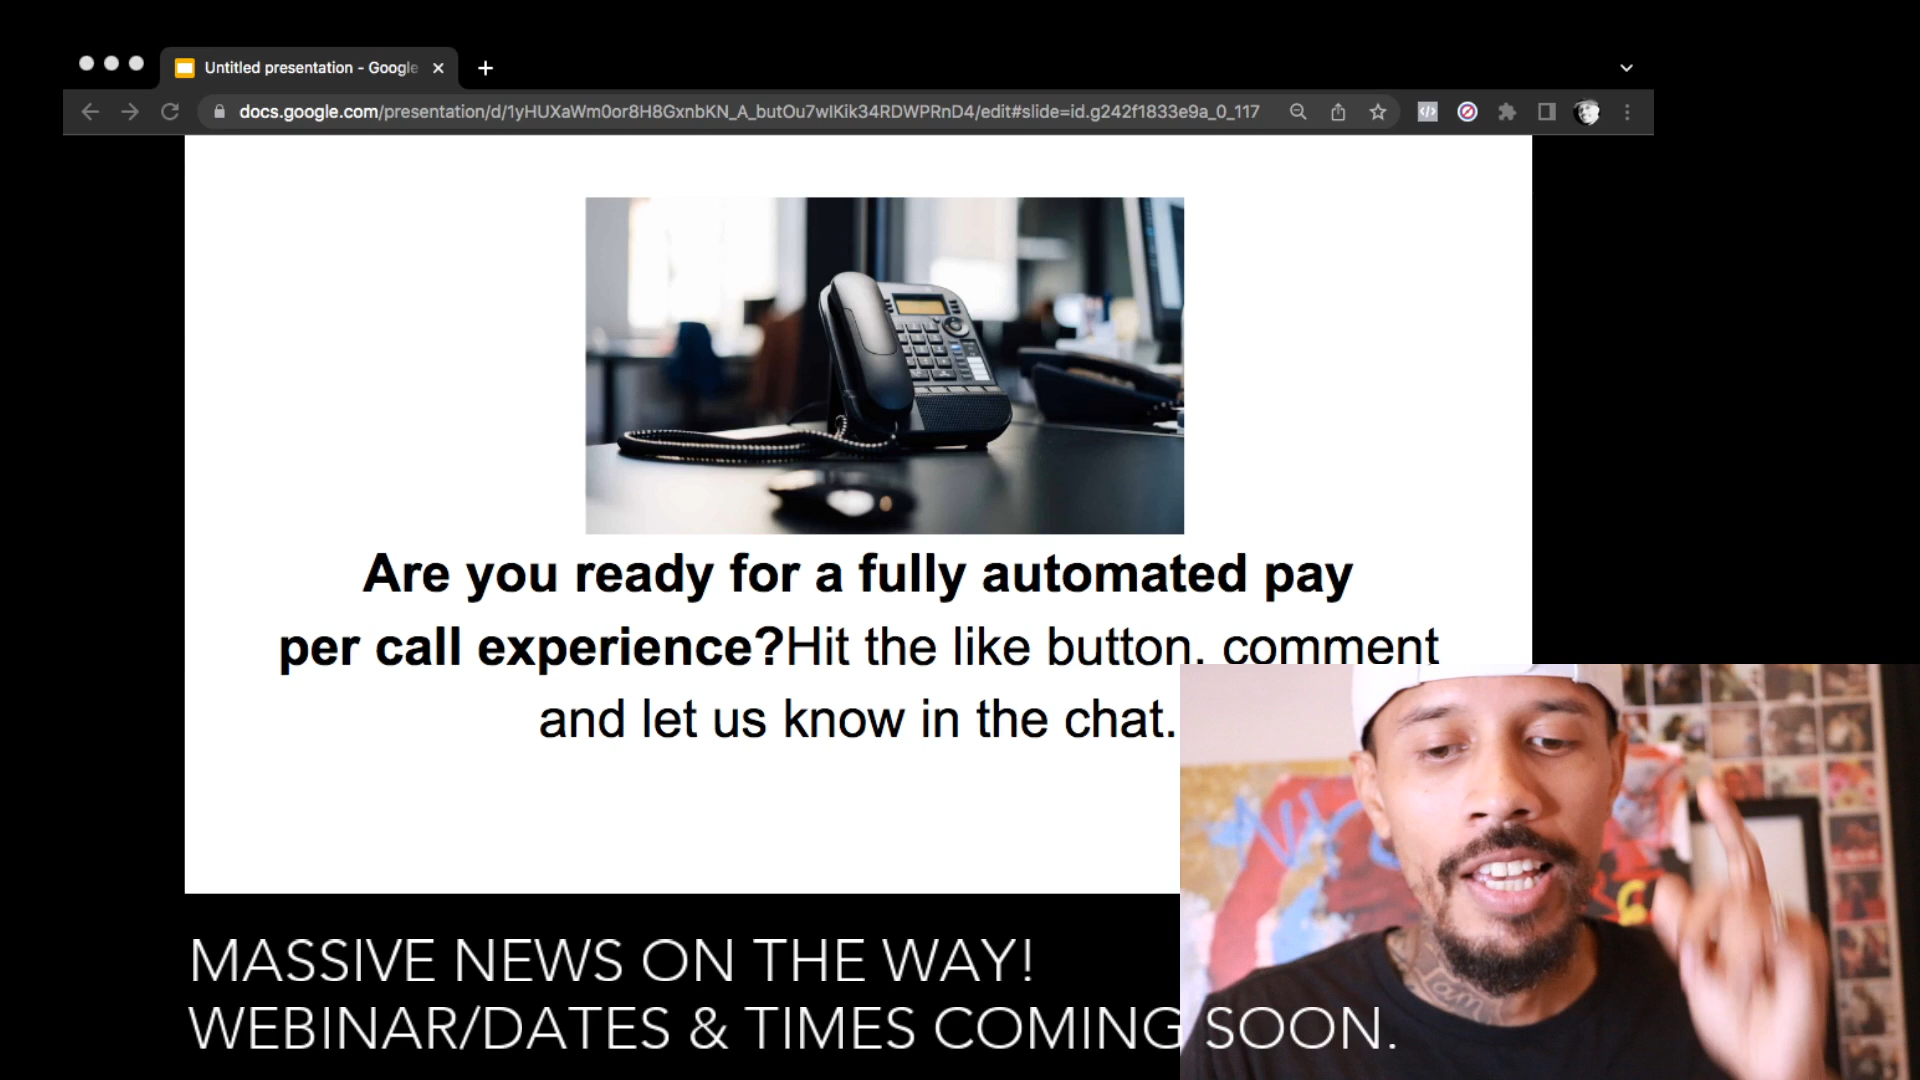 Untitled presentation - Google
docs.google.com/presentation/d/1yHUXaWm0or8H8GxnbKN_A_butOu7wlKik34RDWPRnD4/edit#slide=id.g242f1833e9a_0_117
Are you ready for a fully automated pay
per call experience?Hit the like button, comment
and let us know in the chat.
MASSIVE NEWS ON THE WAY!
WEBINAR/DATES & TIMES COMING SOON.